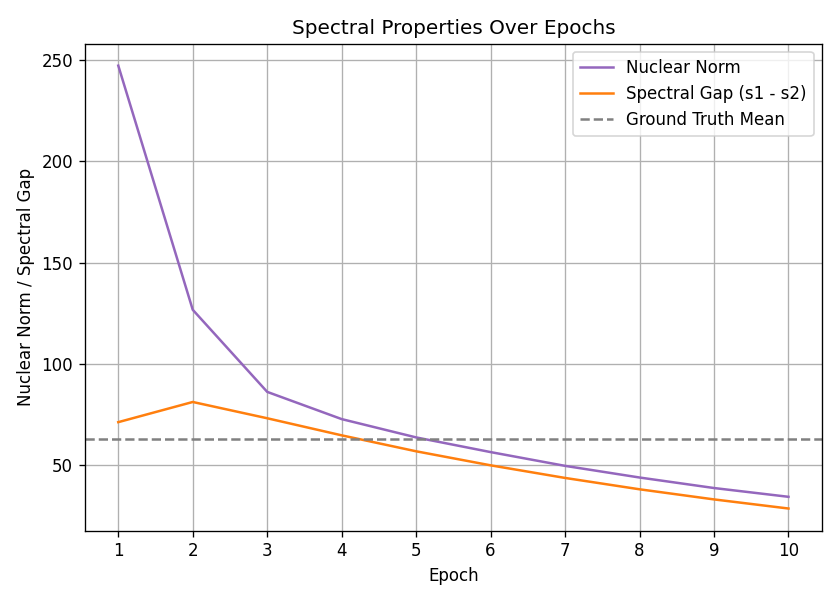 Spectral Properties Over Epochs
Nuclear Norm
Spectral Gap (s1 - s2)
Ground Truth Mean
Nuclear Norm / Spectral Gap
250
200
150
100
50
1 2 3 4 5 6 7 8 9 10
Epoch